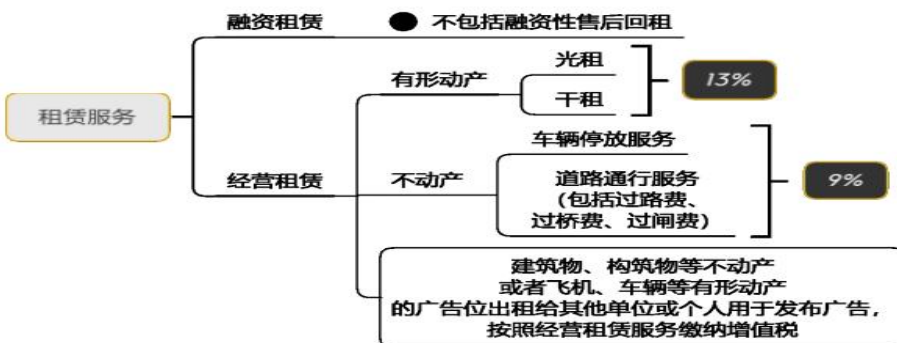 融资租赁
● 不包括融资性售后回租
光租
有形动产
13%
干租
租赁服务
车辆停放服务
经营租赁
不动产
道路通行服务
(包括过路费、
过桥费、过闸费)
9%
建筑物、构筑物等不动产
或者飞机、车辆等有形动产
的广告位出租给其他单位或个人用于发布广告，
按照经营租赁服务缴纳增值税